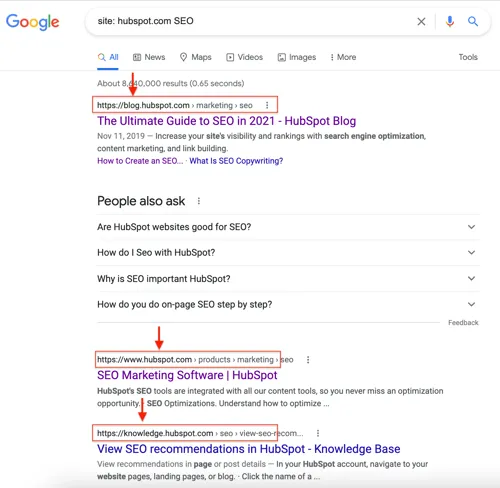 Google
site: hubspot.com SEO
All
News
Maps
Videos
Images
More
Tools
About 8,640,000 results (0.65 seconds)
https://blog.hubspot.com › marketing › seo
The Ultimate Guide to SEO in 2021 - HubSpot Blog
Nov 11, 2019 — Increase your site's visibility and rankings with search engine optimization,
content marketing, and link building.
How to Create an SEO... · What Is SEO Copywriting?
People also ask
Are HubSpot websites good for SEO?
How do I Seo with HubSpot?
Why is SEO important HubSpot?
How do you do on-page SEO step by step?
Feedback
https://www.hubspot.com › products › marketing › seo
SEO Marketing Software | HubSpot
HubSpot's SEO tools are integrated with all our content tools, so you never miss an optimization
opportunity. · SEO Optimizations. Understand how to optimize ...
https://knowledge.hubspot.com › seo › view-seo-recom...
View SEO recommendations in HubSpot - Knowledge Base
View recommendations in page or post details — In your HubSpot account, navigate to your
website pages, landing pages, or blog. · Click the name of a ...